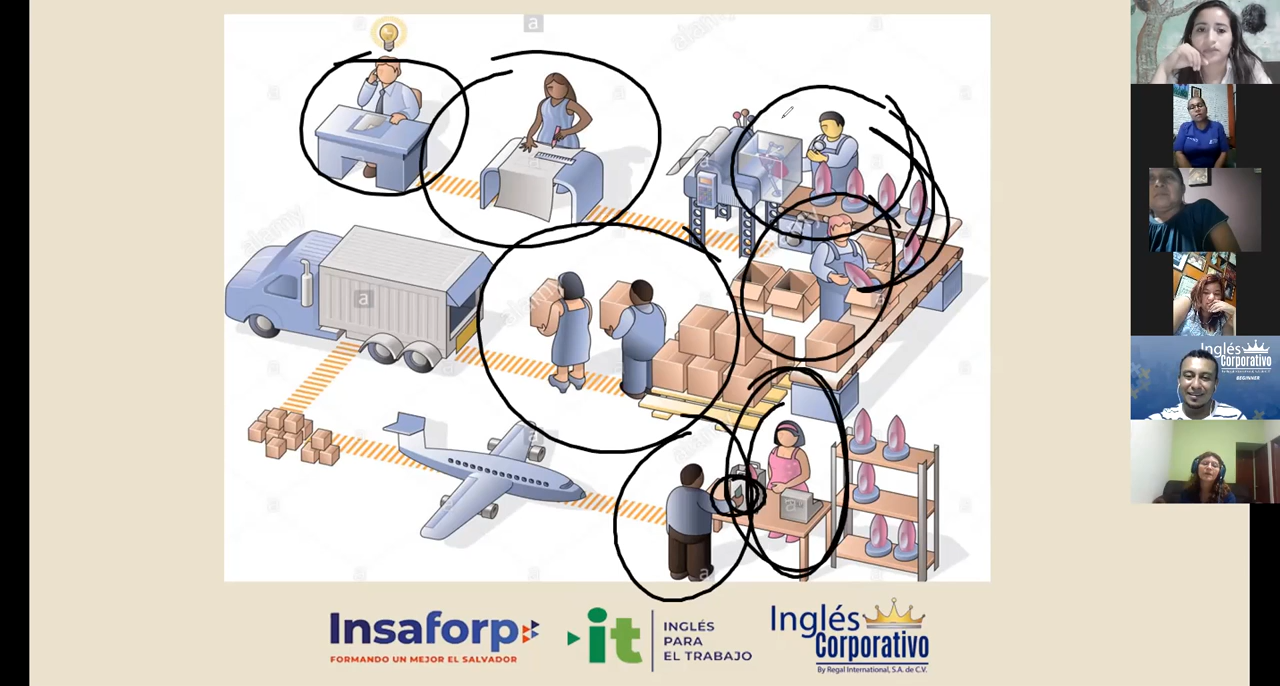 Insaforp
FORMANDO UN MEJOR EL SALVADOR
it
INGLÉS
PARA
EL TRABAJO
Inglés
Corporativo
By Regal International, S.A. de C.V.
Inglés
Corporativo
BEGINNER
a
alamy